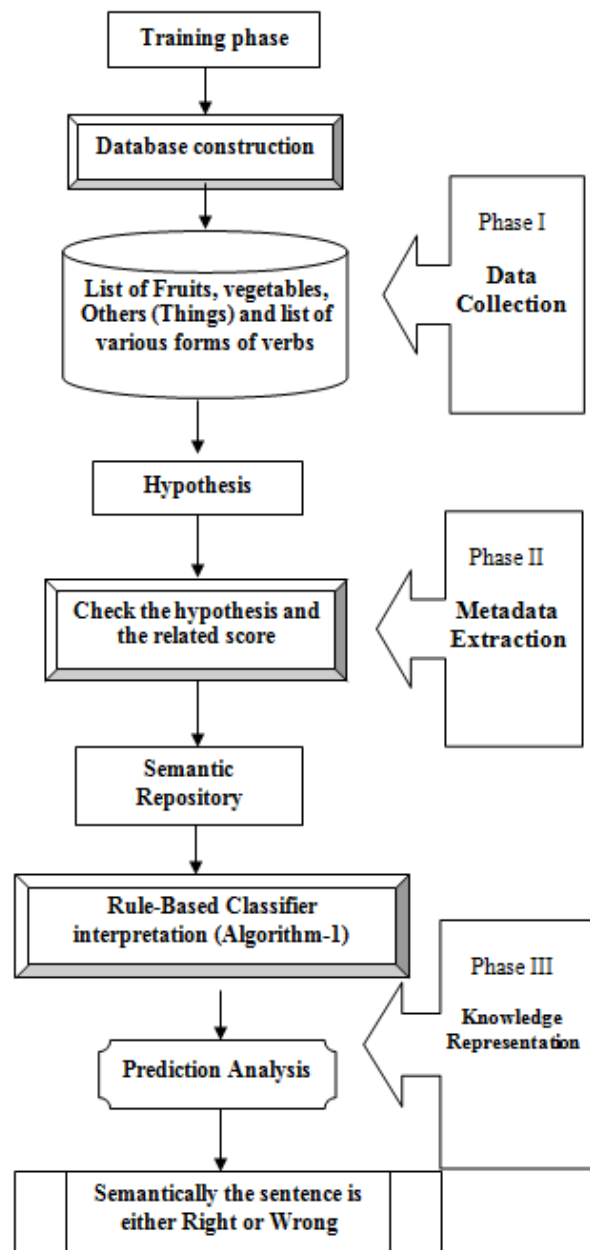 Training phase
Database construction
List of Fruits, vegetables,
Others (Things) and list of
various forms of verbs
Phase I
Data
Collection
Hypothesis
Check the hypothesis and
the related score
Phase II
Metadata
Extraction
Semantic
Repository
Rule-Based Classifier
interpretation (Algorithm-1)
Phase III
Knowledge
Representation
Prediction Analysis
Semantically the sentence is
either Right or Wrong